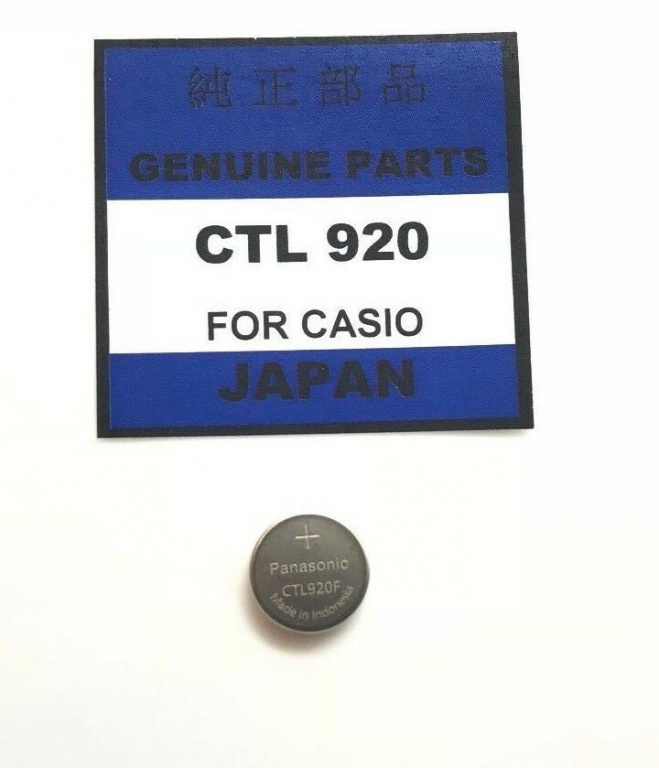 純正部品
GENUINE PARTS
CTL 920
FOR CASIO
JAPAN
+
Panasonic
CTL920F
Made in Indonesia